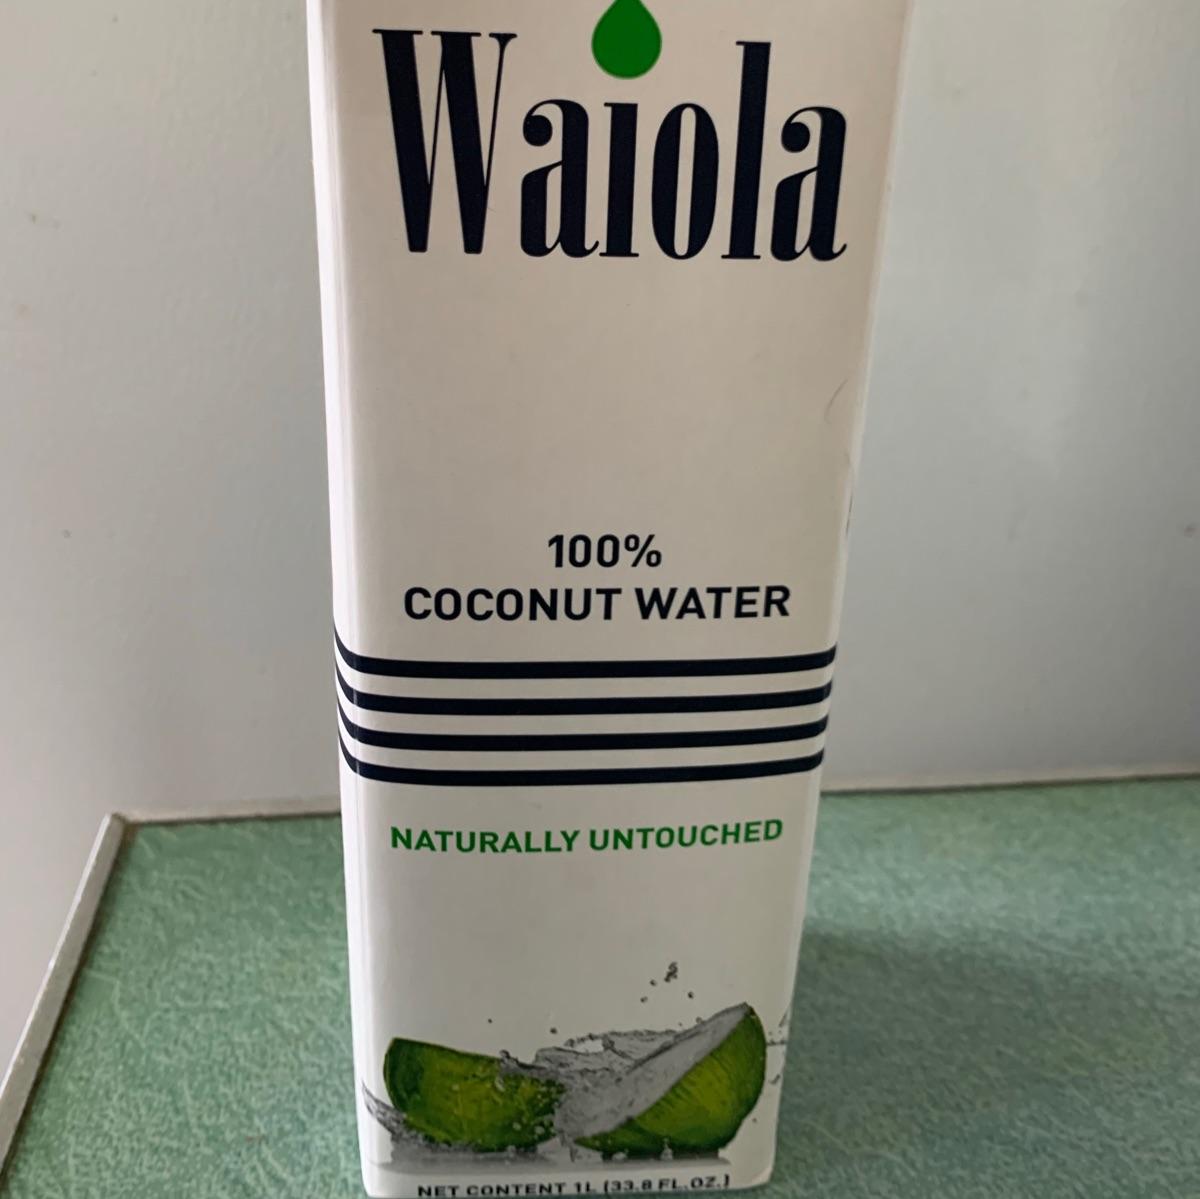 Waiola
100%
COCONUT WATER
NATURALLY UNTOUCHED
NET CONTENT 1L (33.8 FL.OZ.)